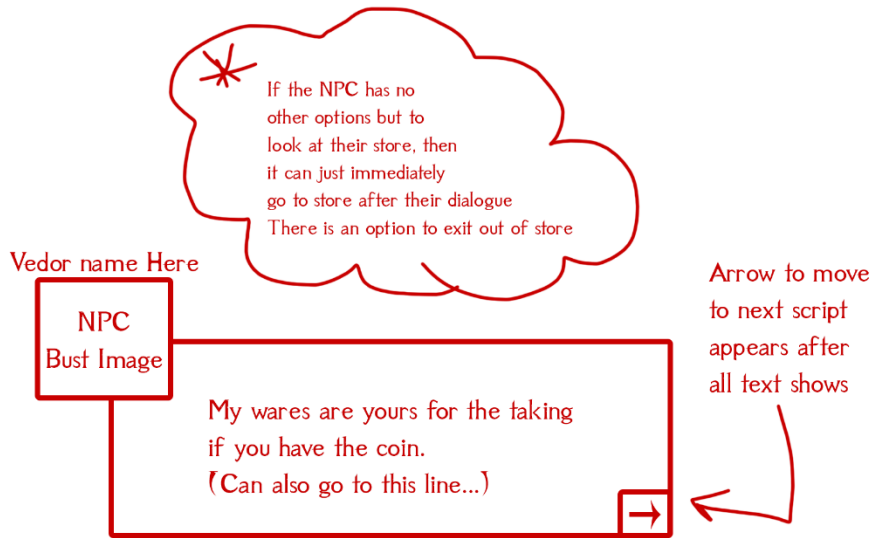 If the NPC has no
other options but to
look at their store, then
it can just immediately
go to store after their dialogue
There is an option to exit out of store
Vedor name Here
NPC
Bust Image
Arrow to move
to next script
appears after
all text shows
My wares are yours for the taking
if you have the coin.
(Can also go to this line...)